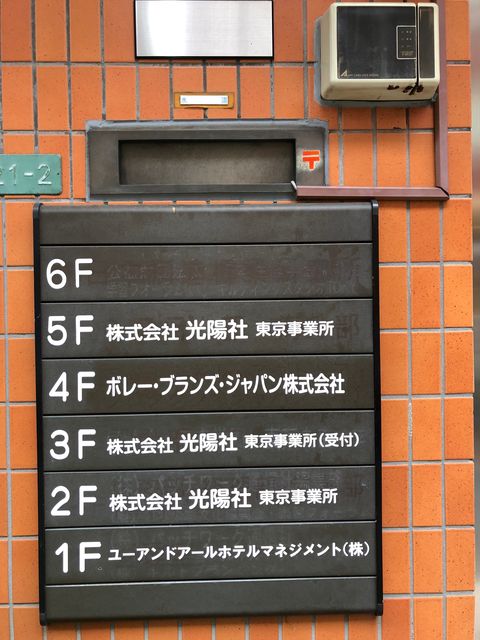 〒
21-2
6F
5F 株式会社 光陽社 東京事業所
4F ボレー・ブランズ・ジャパン株式会社
3F 株式会社 光陽社 東京事業所(受付)
2F 株式会社 光陽社 東京事業所
1F ユーアンドアールホテルマネジメント(株)